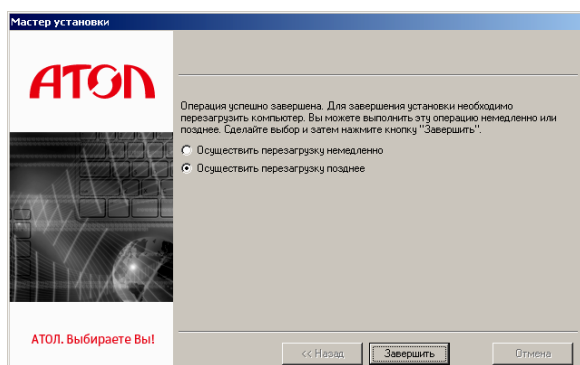 Мастер установки
АТОЛ
Операция успешно завершена. Для завершения установки необходимо
перезагрузить компьютер. Вы можете выполнить эту операцию немедленно или
позднее. Сделайте выбор и затем нажмите кнопку "Завершить".
Осуществить перезагрузку немедленно
Осуществить перезагрузку позднее
АТОЛ. Выбираете Вы!
<< Назад
Завершить
Отмена